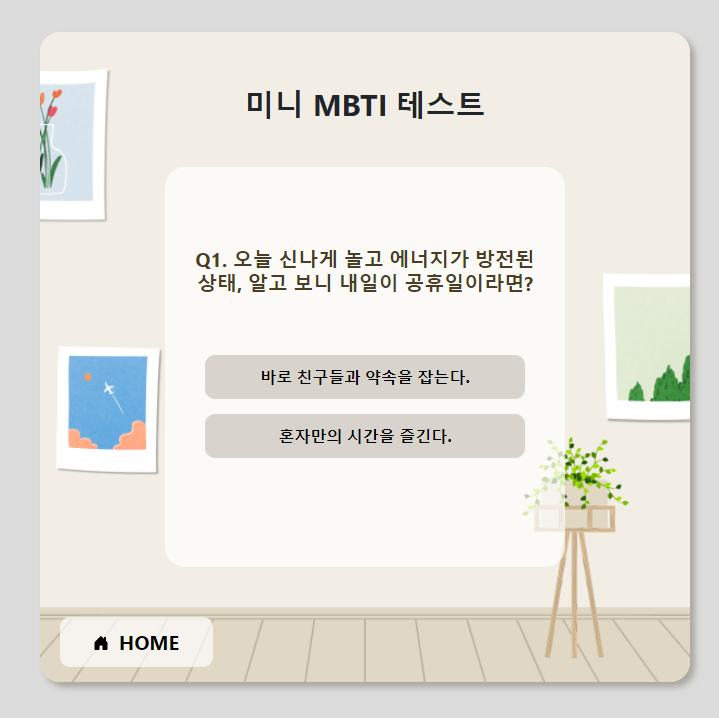 미니 MBTI 테스트
Q1. 오늘 신나게 놀고 에너지가 방전된
상태, 알고 보니 내일이 공휴일이라면?
바로 친구들과 약속을 잡는다.
혼자만의 시간을 즐긴다.
HOME